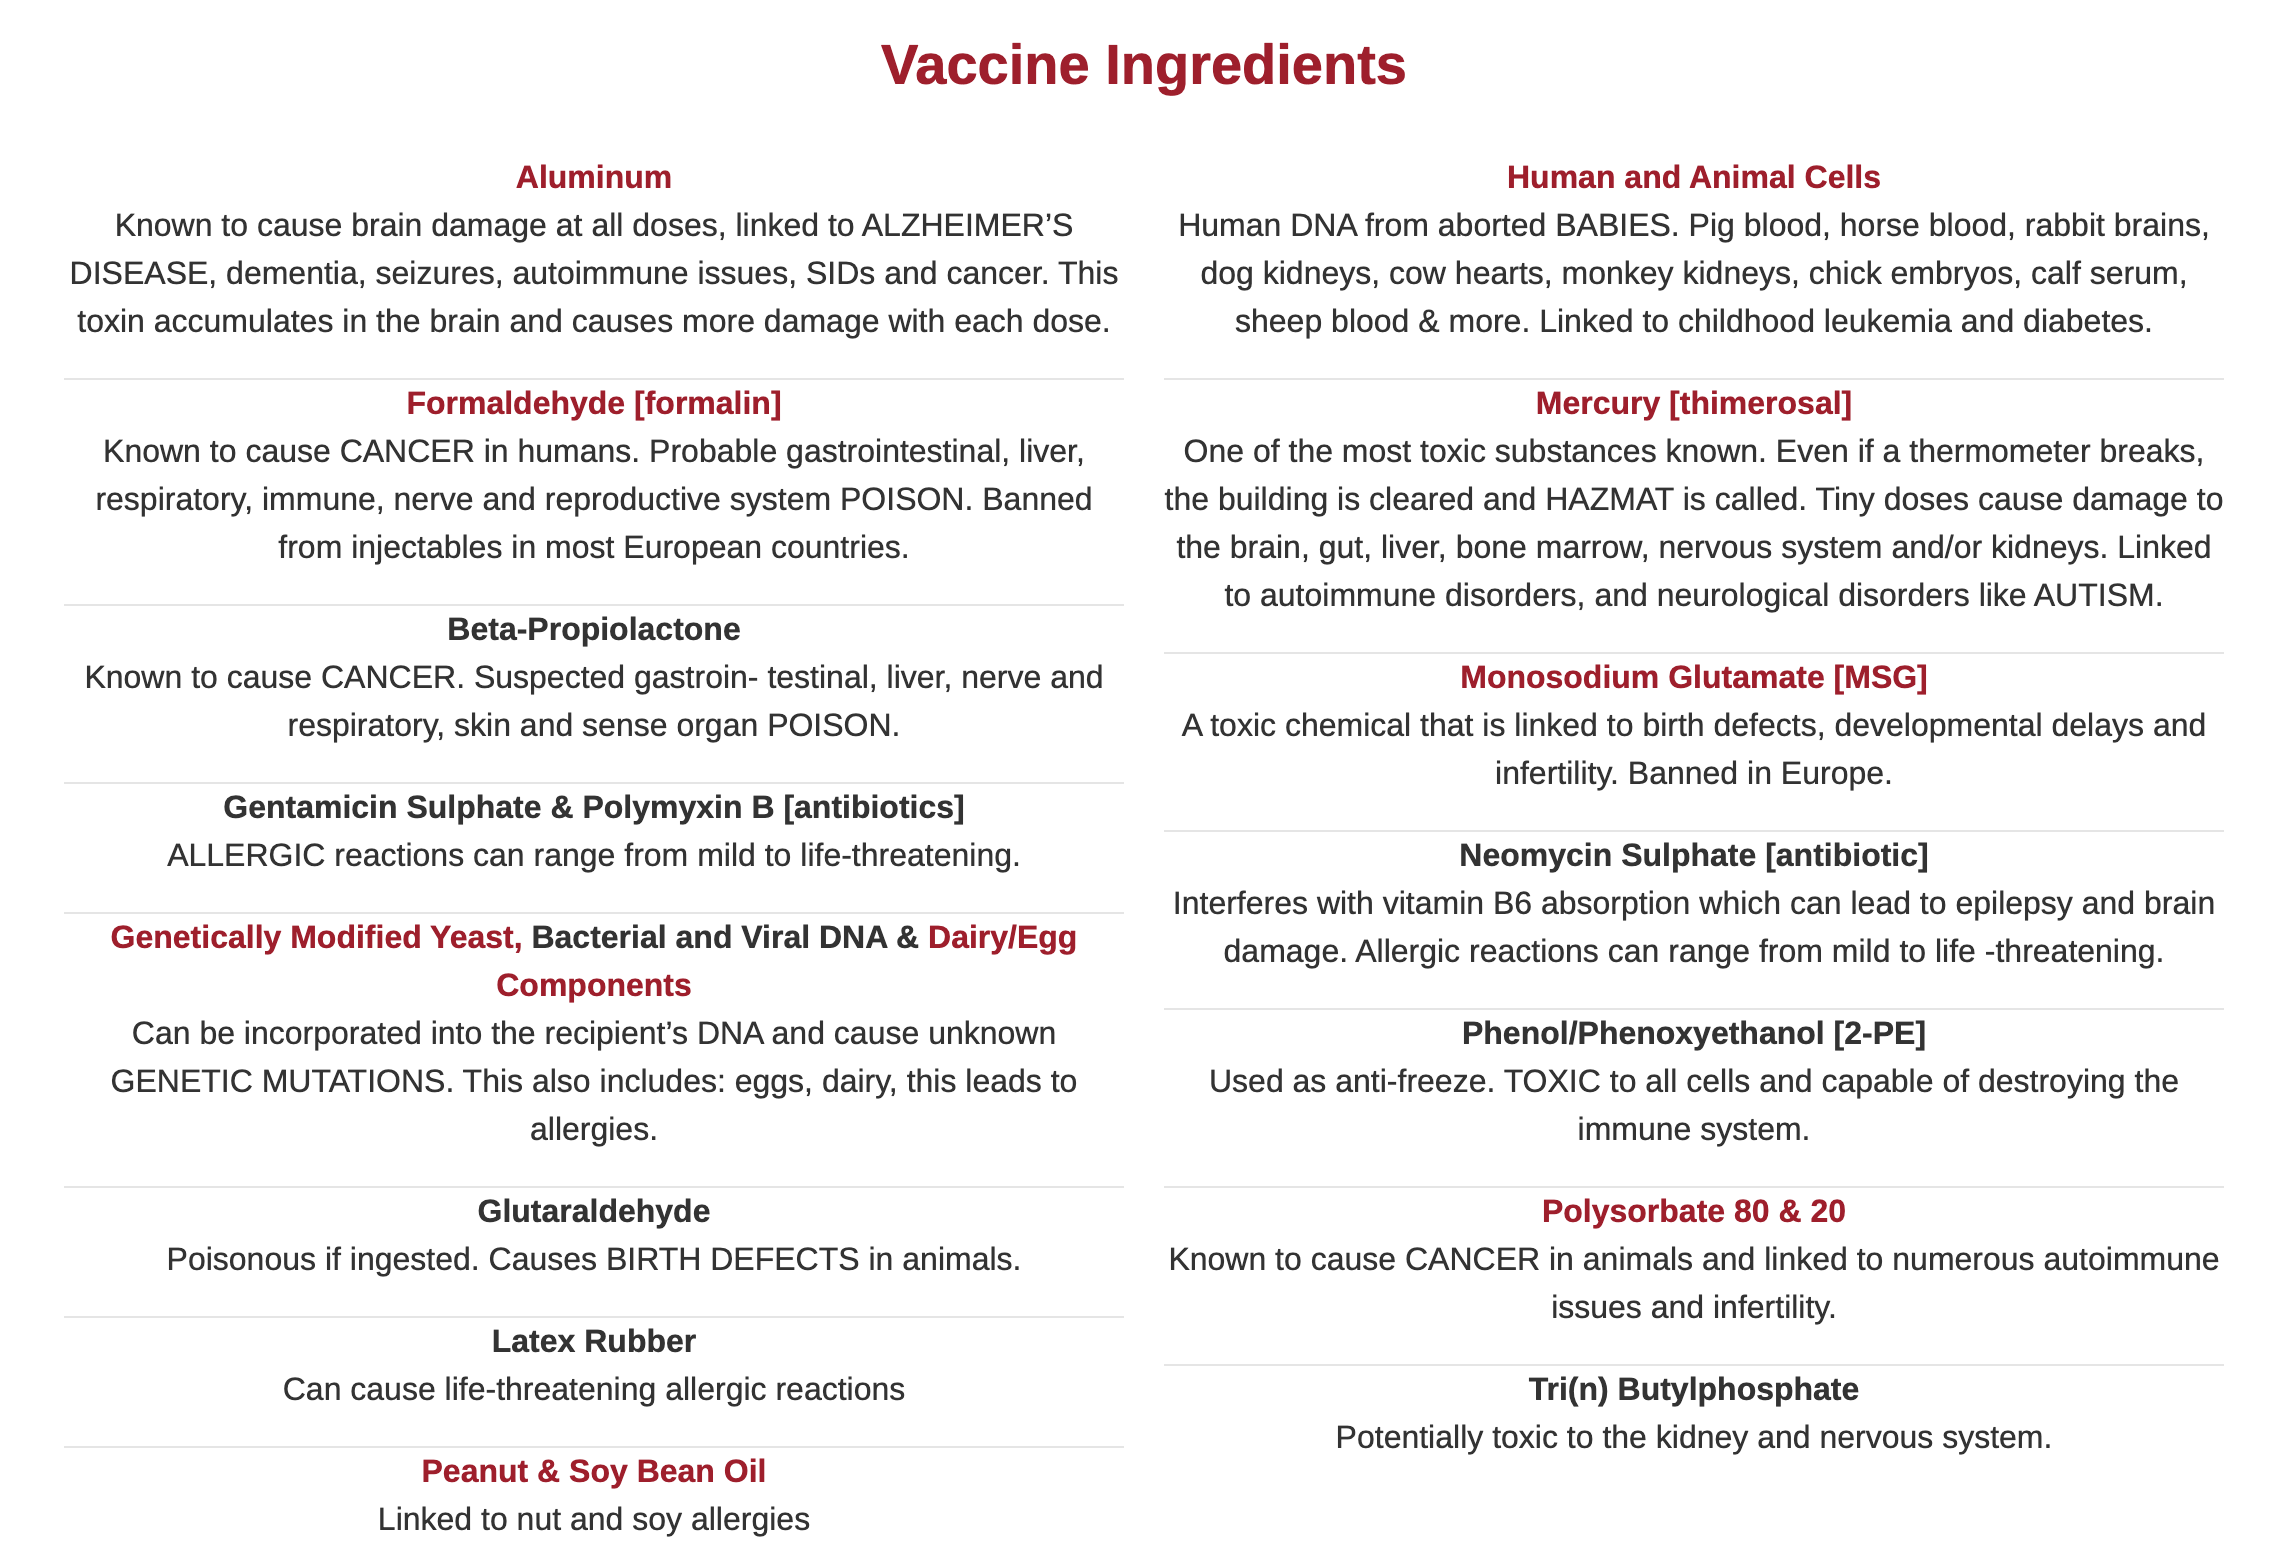 Vaccine Ingredients
Aluminum
Known to cause brain damage at all doses, linked to ALZHEIMER’S
DISEASE, dementia, seizures, autoimmune issues, SIDs and cancer. This
toxin accumulates in the brain and causes more damage with each dose.
Formaldehyde [formalin]
Known to cause CANCER in humans. Probable gastrointestinal, liver,
respiratory, immune, nerve and reproductive system POISON. Banned
from injectables in most European countries.
Beta-Propiolactone
Known to cause CANCER. Suspected gastroin- testinal, liver, nerve and
respiratory, skin and sense organ POISON.
Gentamicin Sulphate & Polymyxin B [antibiotics]
ALLERGIC reactions can range from mild to life-threatening.
Genetically Modified Yeast, Bacterial and Viral DNA & Dairy/Egg
Components
Can be incorporated into the recipient’s DNA and cause unknown
GENETIC MUTATIONS. This also includes: eggs, dairy, this leads to
allergies.
Glutaraldehyde
Poisonous if ingested. Causes BIRTH DEFECTS in animals.
Latex Rubber
Can cause life-threatening allergic reactions
Peanut & Soy Bean Oil
Linked to nut and soy allergies
Human and Animal Cells
Human DNA from aborted BABIES. Pig blood, horse blood, rabbit brains,
dog kidneys, cow hearts, monkey kidneys, chick embryos, calf serum,
sheep blood & more. Linked to childhood leukemia and diabetes.
Mercury [thimerosal]
One of the most toxic substances known. Even if a thermometer breaks,
the building is cleared and HAZMAT is called. Tiny doses cause damage to
the brain, gut, liver, bone marrow, nervous system and/or kidneys. Linked
to autoimmune disorders, and neurological disorders like AUTISM.
Monosodium Glutamate [MSG]
A toxic chemical that is linked to birth defects, developmental delays and
infertility. Banned in Europe.
Neomycin Sulphate [antibiotic]
Interferes with vitamin B6 absorption which can lead to epilepsy and brain
damage. Allergic reactions can range from mild to life -threatening.
Phenol/Phenoxyethanol [2-PE]
Used as anti-freeze. TOXIC to all cells and capable of destroying the
immune system.
Polysorbate 80 & 20
Known to cause CANCER in animals and linked to numerous autoimmune
issues and infertility.
Tri(n) Butylphosphate
Potentially toxic to the kidney and nervous system.